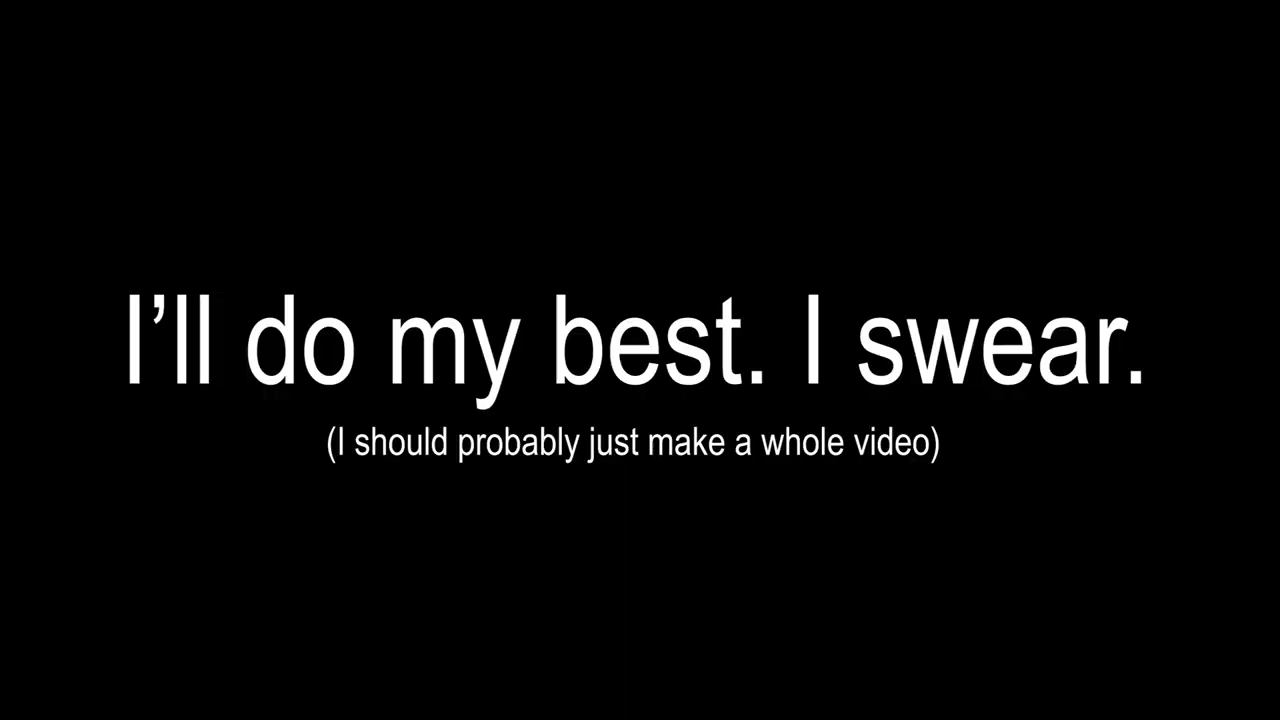 I’ll do my best. I swear.
(I should probably just make a whole video)